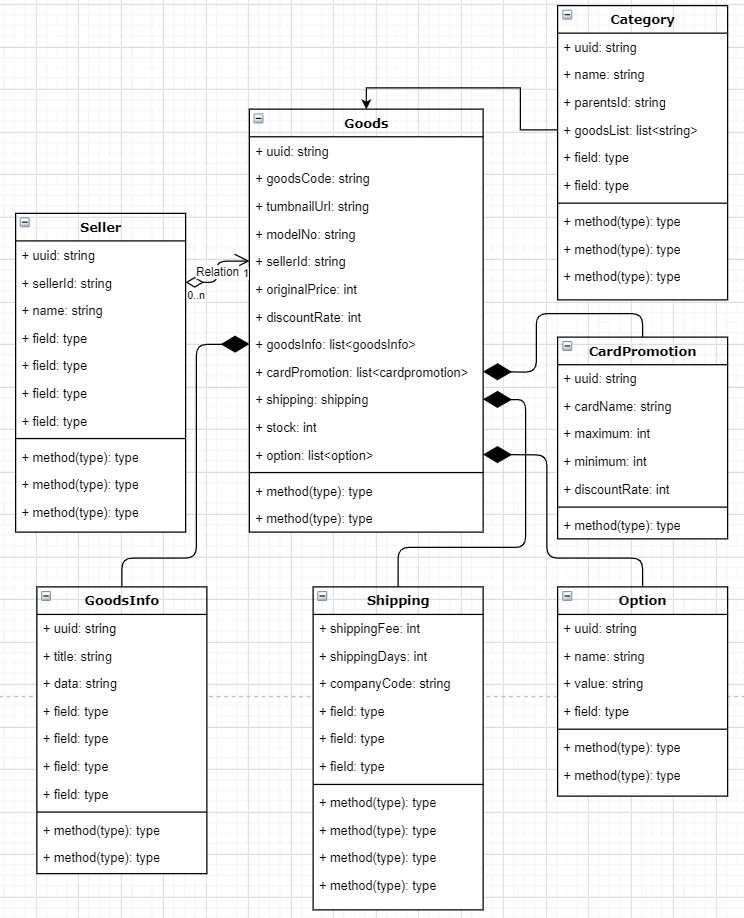 Category
+ uuid: string
+ name: string
+ parentsId: string
+ goodsList: list<string>
+ field: type
+ field: type
+ method(type): type
+ method(type): type
+ method(type): type
Goods
+ uuid: string
+ goodsCode: string
+ tumbnailUrl: string
+ modelNo: string
+ sellerId: string
+ originalPrice: int
+ discountRate: int
+ goodsInfo: list<goodsInfo>
+ cardPromotion: list<cardpromotion>
+ shipping: shipping
+ stock: int
+ option: list<option>
+ method(type): type
+ method(type): type
Seller
+ uuid: string
+ sellerId: string
+ name: string
+ field: type
+ field: type
+ field: type
+ field: type
+ method(type): type
+ method(type): type
+ method(type): type
Relation
1
0..n
CardPromotion
+ uuid: string
+ cardName: string
+ maximum: int
+ minimum: int
+ discountRate: int
+ method(type): type
GoodsInfo
+ uuid: string
+ title: string
+ data: string
+ field: type
+ field: type
+ field: type
+ field: type
+ method(type): type
+ method(type): type
Shipping
+ shippingFee: int
+ shippingDays: int
+ companyCode: string
+ field: type
+ field: type
+ field: type
+ method(type): type
+ method(type): type
+ method(type): type
+ method(type): type
Option
+ uuid: string
+ name: string
+ value: string
+ field: type
+ method(type): type
+ method(type): type